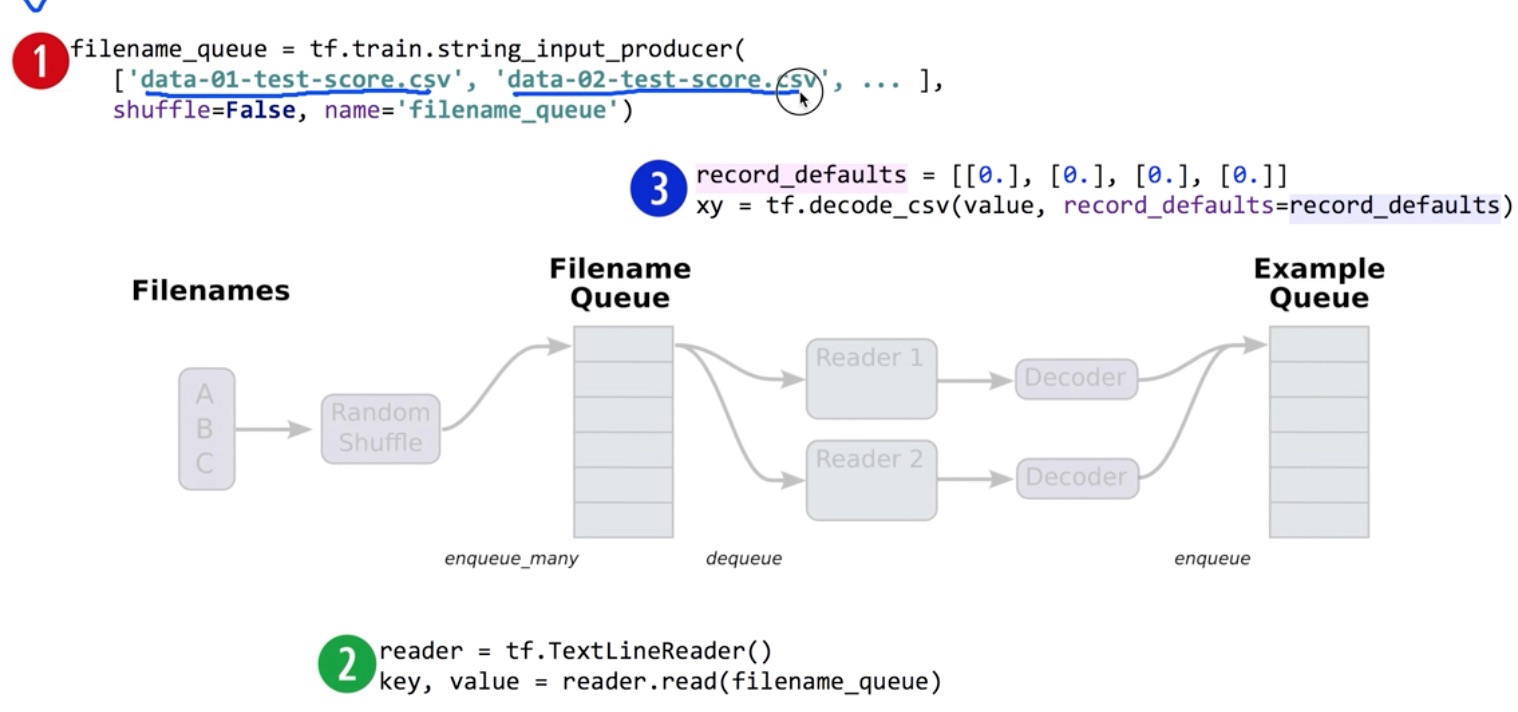 1 filename_queue = tf.train.string_input_producer(
['data-01-test-score.csv', 'data-02-test-score.csv', ... ],
shuffle=False, name='filename_queue')
3 record_defaults = [[0.], [0.], [0.], [0.]]
xy = tf.decode_csv(value, record_defaults=record_defaults)
Filenames
Filename
Queue
Example
Queue
A
B
C
Random
Shuffle
Reader 1
Decoder
Reader 2
Decoder
enqueue_many
dequeue
enqueue
2 reader = tf.TextLineReader()
key, value = reader.read(filename_queue)